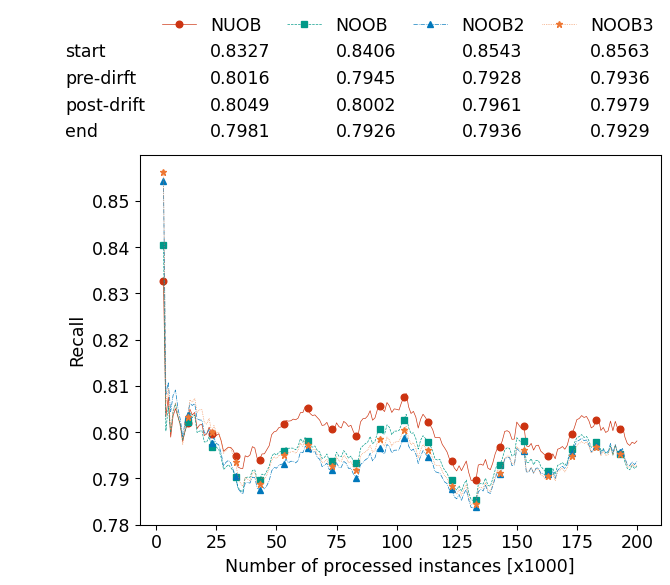 NUOB NOOB NOOB2 NOOB3
start 0.8327 0.8406 0.8543 0.8563
pre-dirft 0.8016 0.7945 0.7928 0.7936
post-drift 0.8049 0.8002 0.7961 0.7979
end 0.7981 0.7926 0.7936 0.7929
0.85
0.84
0.83
0.82
0.81
0.80
0.79
0.78
Recall
0 25 50 75 100 125 150 175 200
Number of processed instances [x1000]